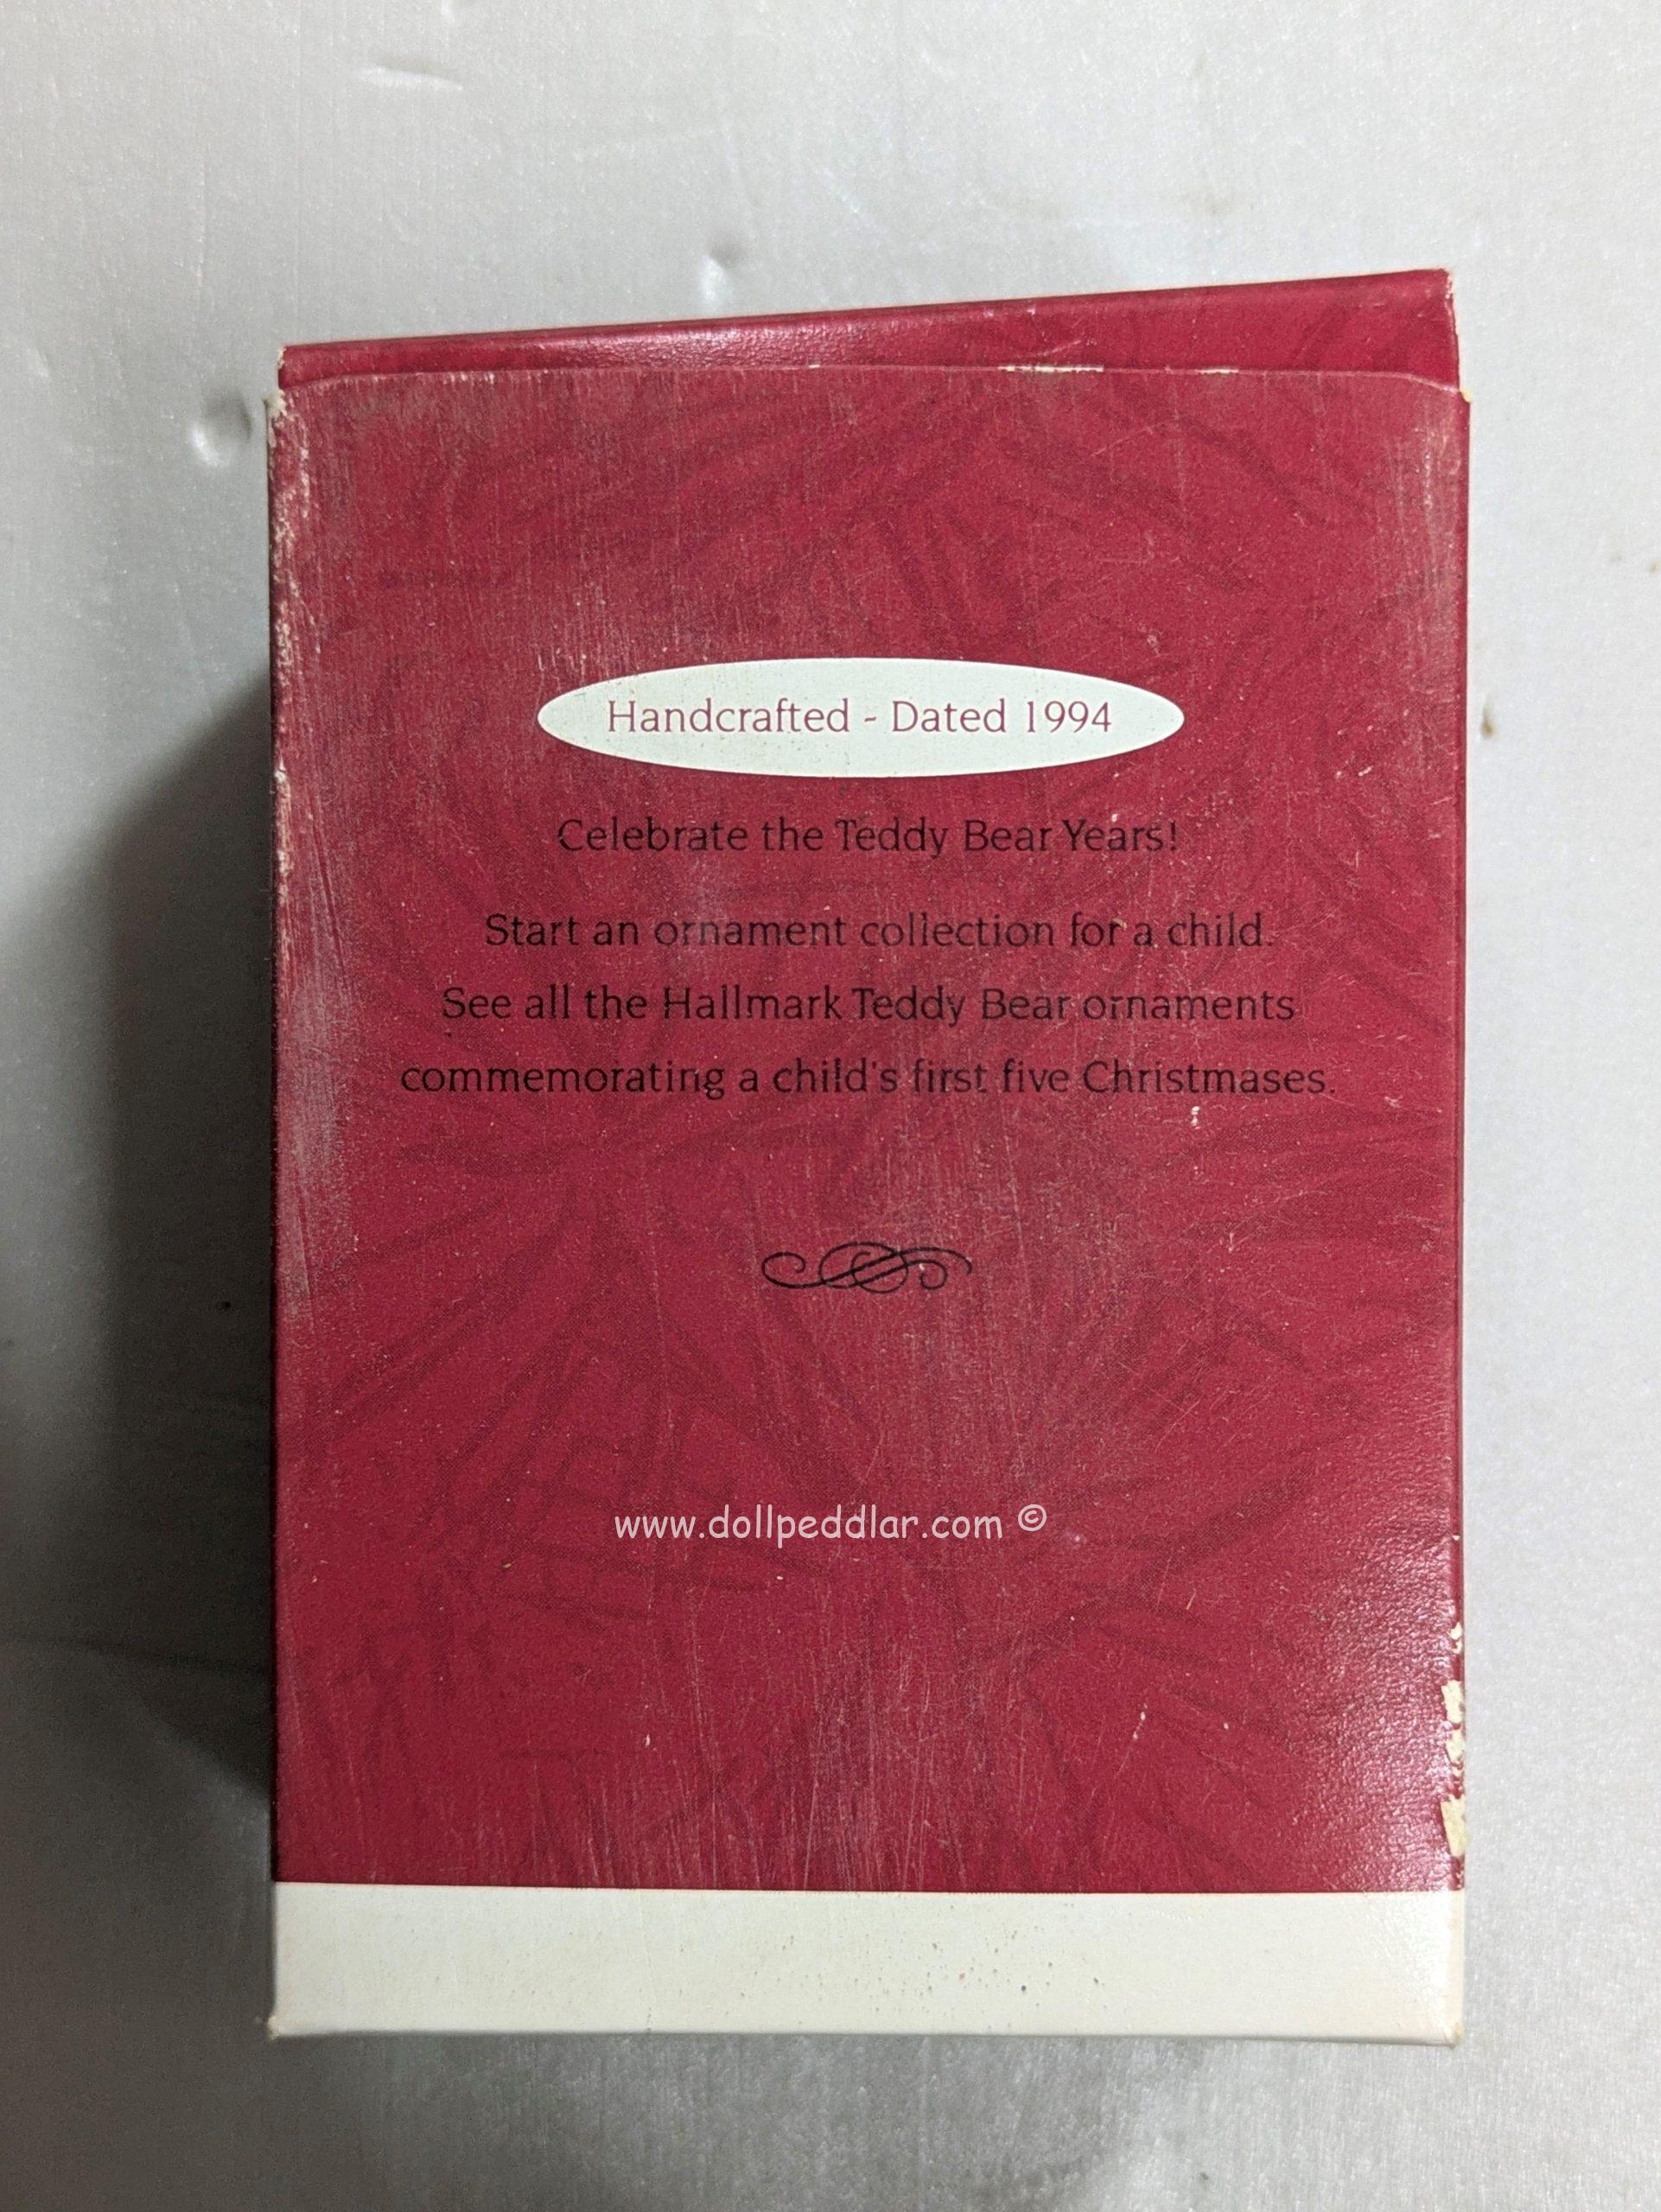 Handcrafted - Dated 1994
Celebrate the Teddy Bear Years!
Start an ornament collection for a child.
See all the Hallmark Teddy Bear ornaments
commemorating a child's first five Christmases.
www.dollpeddlar.com ©